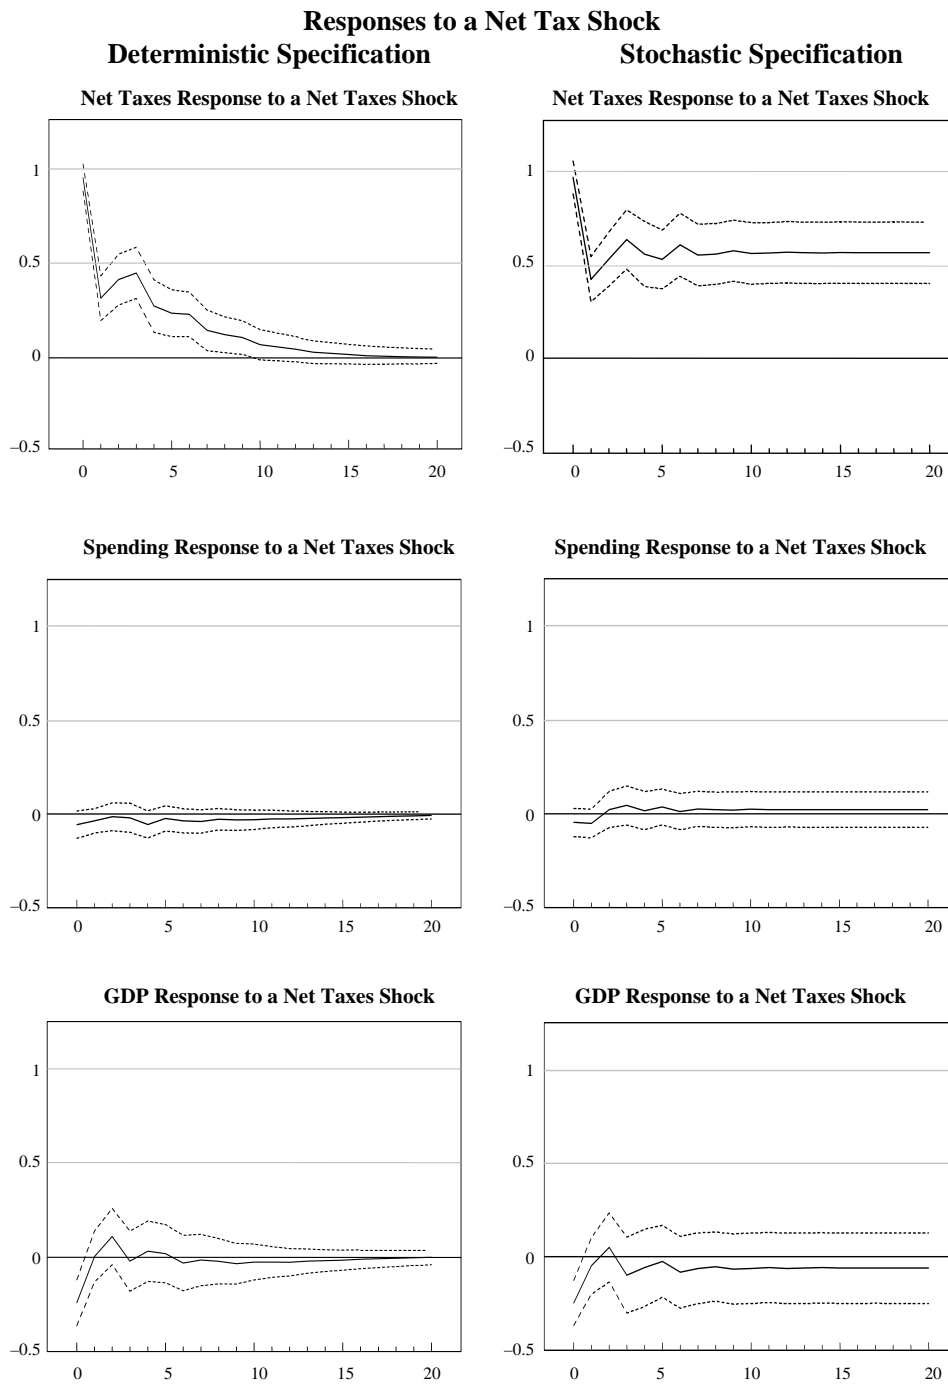 Responses to a Net Tax Shock
Deterministic Specification
Stochastic Specification
Net Taxes Response to a Net Taxes Shock
1
0.5
0
–0.5
0 5 10 15 20
Net Taxes Response to a Net Taxes Shock
1
0.5
0
–0.5
0 5 10 15 20
Spending Response to a Net Taxes Shock
1
0.5
0
–0.5
0 5 10 15 20
Spending Response to a Net Taxes Shock
1
0.5
0
–0.5
0 5 10 15 20
GDP Response to a Net Taxes Shock
1
0.5
0
–0.5
0 5 10 15 20
GDP Response to a Net Taxes Shock
1
0.5
0
–0.5
0 5 10 15 20